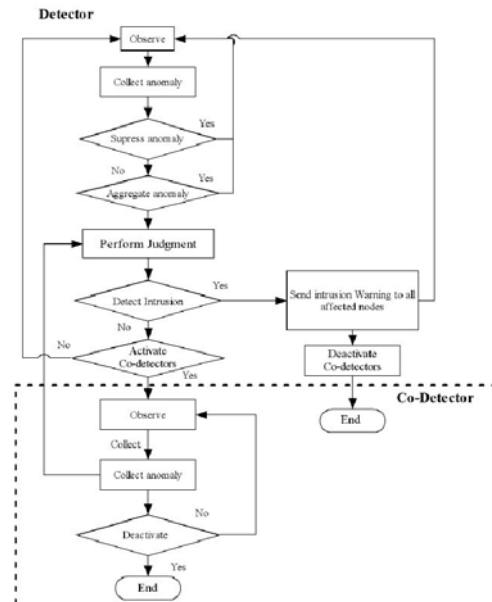 Detector
Observe
Collect anomaly
Yes
Supress anomaly
No
Yes
Aggregate anomaly
Perform Judgment
Yes
Detect Intrusion
Send intrusion Warning to all
affected nodes
No
No
Activate
Co-detectors
Deactivate
Co-detectors
Yes
Co-Detector
Observe
End
Collect
Collect anomaly
No
Deactivate
Yes
End